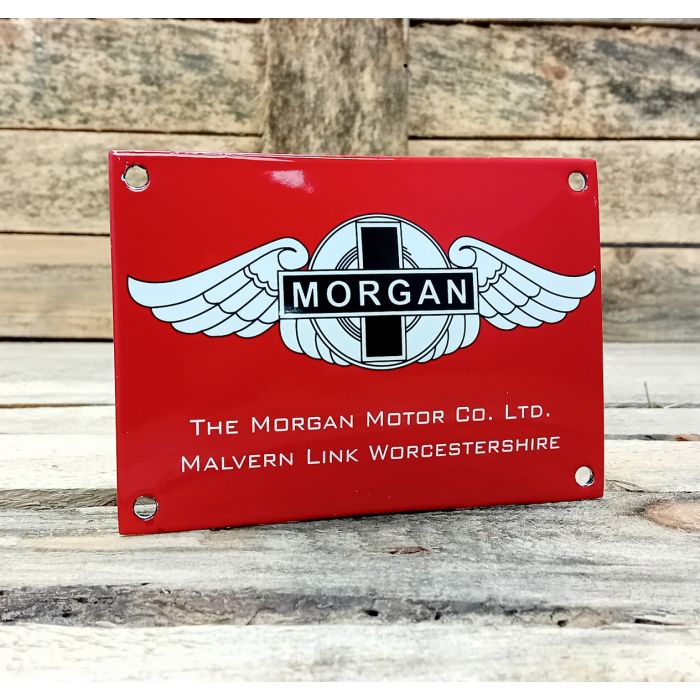 MORGAN
THE MORGAN MOTOR CO. LTD.
MALVERN LINK WORCESTERSHIRE